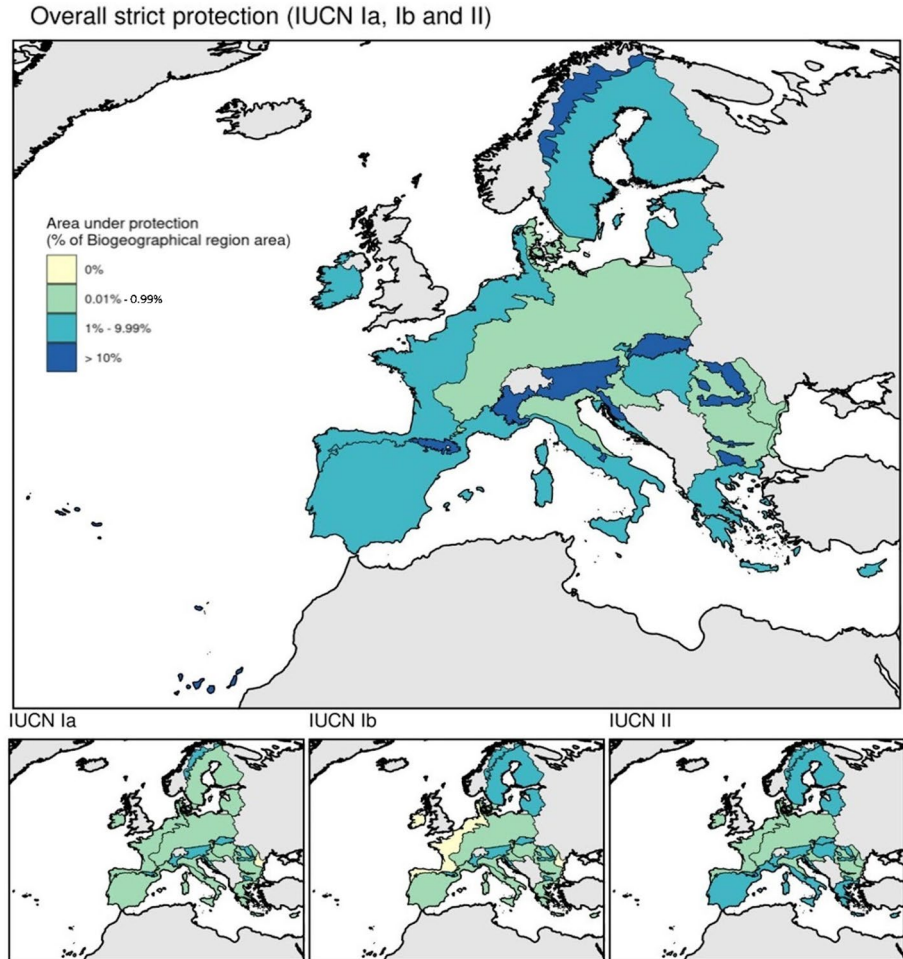 Overall strict protection (IUCN Ia, Ib and II)
Area under protection
(% of Biogeographical region area)
0%
0.01% - 0.99%
1% - 9.99%
> 10%
IUCN Ia
IUCN Ib
IUCN II